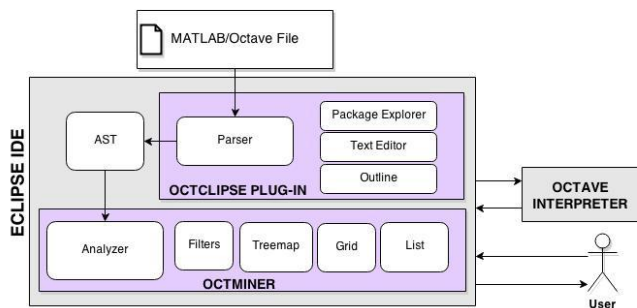 MATLAB/Octave File
ECLIPSE IDE
AST
Parser
Package Explorer
Text Editor
Outline
OCTCLIPSE PLUG-IN
OCTAVE
INTERPRETER
Analyzer
Filters
Treemap
Grid
List
OCTMINER
User